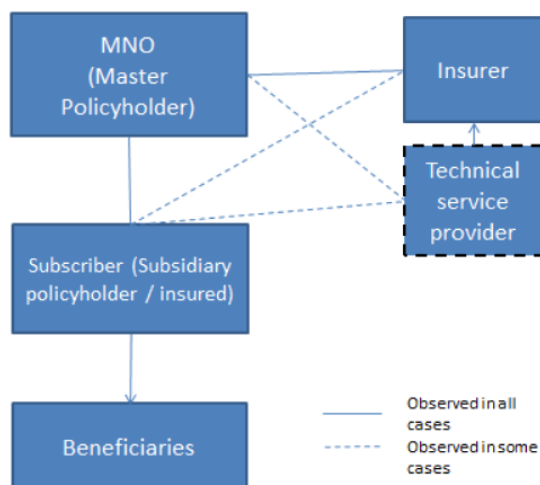 MNO
(Master
Policyholder)
Insurer
Technical
service
provider
Subscriber (Subsidiary
policyholder / insured)
Beneficiaries
Observed in all
cases
Observed in some
cases